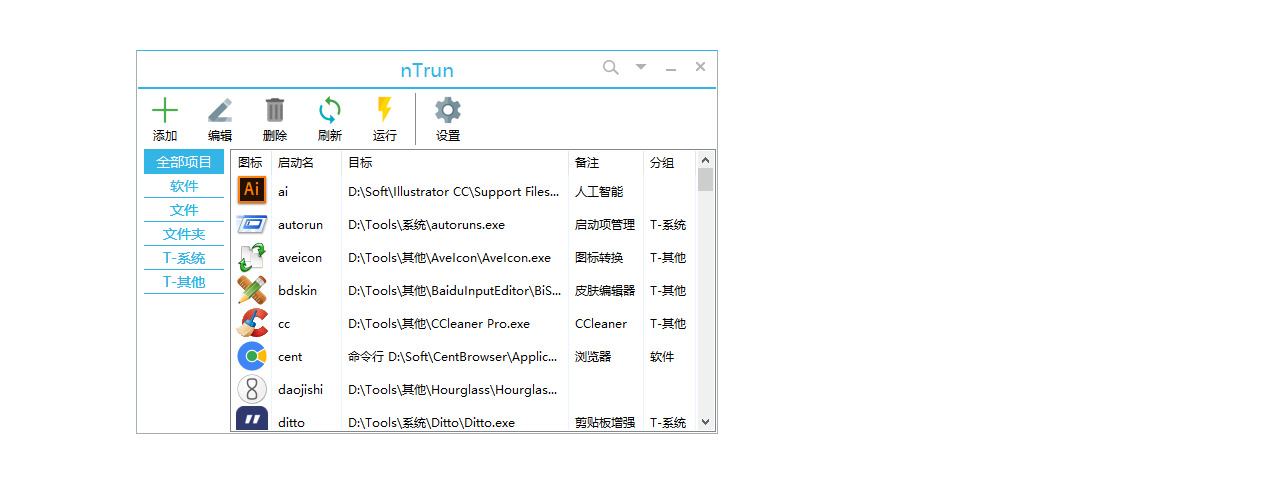 nTrun
添加 编辑 删除 刷新 运行 设置
全部项目
软件
文件
文件夹
T-系统
T-其他
图标 启动名 目标 备注 分组
Ai ai D:\Soft\Illustrator CC\Support Files... 人工智能
autorun D:\Tools\系统\autoruns.exe 启动项管理 T-系统
aveicon D:\Tools\其他\AveIcon\AveIcon.exe 图标转换 T-其他
bdskin D:\Tools\其他\BaiduInputEditor\BiS... 皮肤编辑器 T-其他
cc D:\Tools\其他\CCleaner Pro.exe CCleaner T-其他
cent 命令行 D:\Soft\CentBrowser\Applic... 浏览器 软件
daojishi D:\Tools\其他\Hourglass\Hourglas...
ditto D:\Tools\系统\Ditto\Ditto.exe 剪贴板增强 T-系统